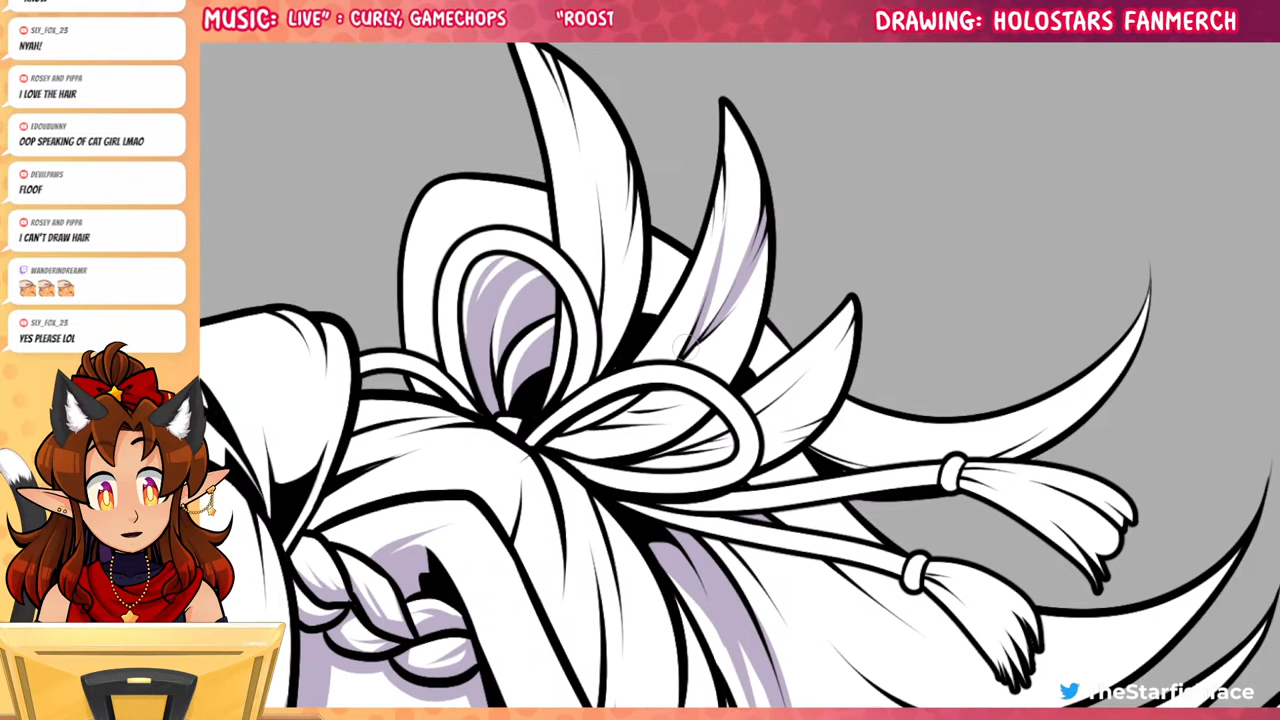 MUSIC: LIVE" : CURLY, GAMECHOPS "ROOST
DRAWING: HOLOSTARS FANMERCH
SLY_FOX_23
NYAH!
ROSEY AND PIPPA
I LOVE THE HAIR
EDOUBUNNY
OOP SPEAKING OF CAT GIRL LMAO
DEVILPAWS
FLOOF
ROSEY AND PIPPA
I CAN'T DRAW HAIR
WANDERINDREAMR
SLY_FOX_23
YES PLEASE LOL